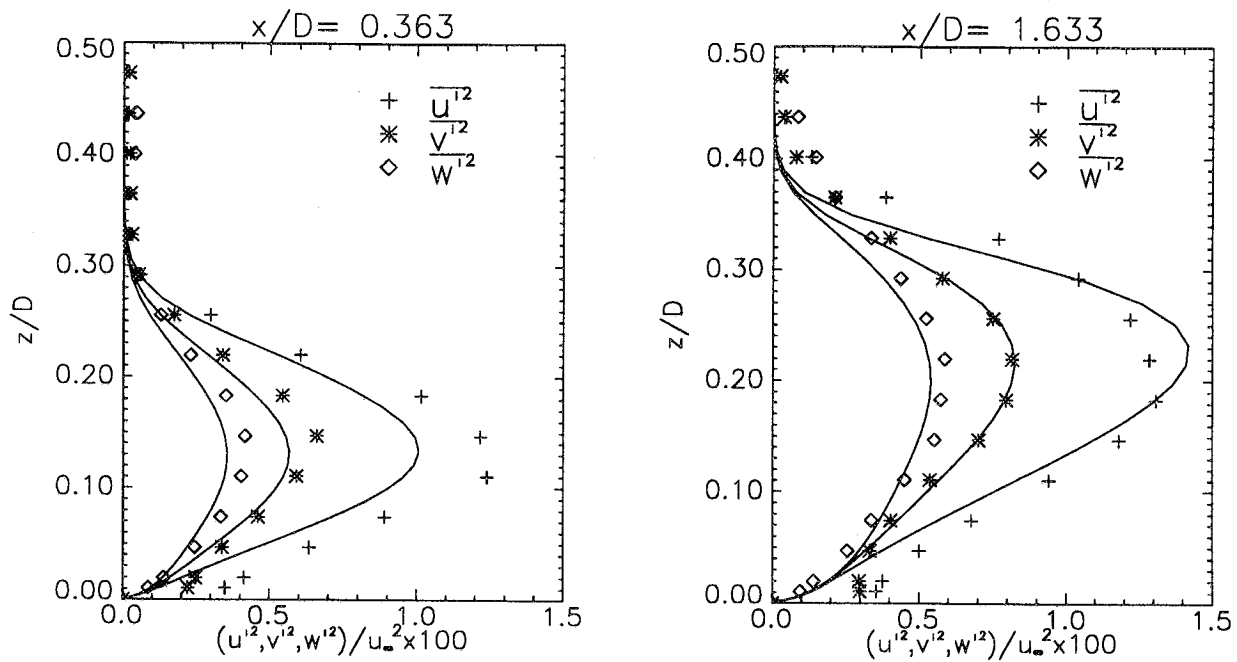 x/D= 0.363
0.50
0.40
0.30
0.20
0.10
0.00
z/D
+ u'²
* v'²
◇ w'²
0.0 0.5 1.0 1.5
(u'²,v'²,w'²)/u∞²x100
x/D= 1.633
0.50
0.40
0.30
0.20
0.10
0.00
z/D
+ u'²
* v'²
◇ w'²
0.0 0.5 1.0 1.5
(u'²,v'²,w'²)/u∞²x100